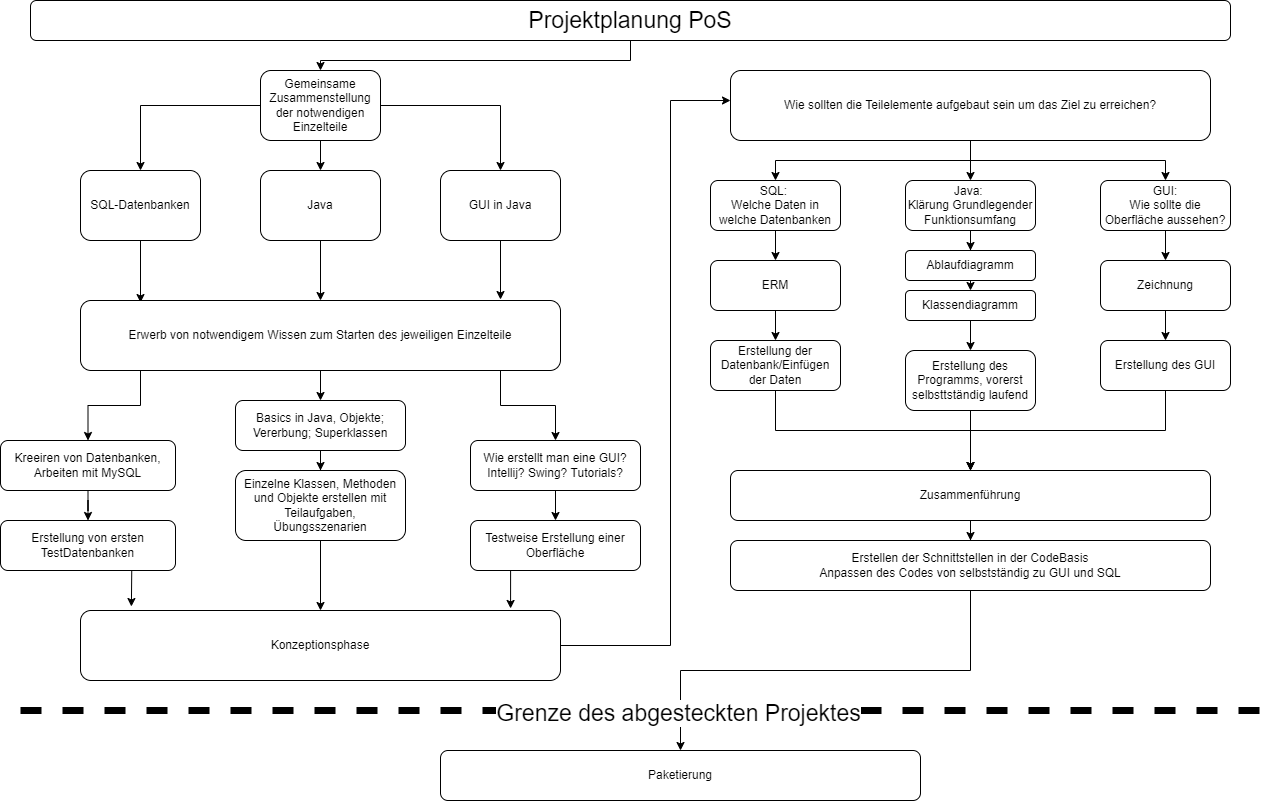 Projektplanung PoS
Gemeinsame
Zusammenstellung
der notwendigen
Einzelteile
SQL-Datenbanken
Java
GUI in Java
Erwerb von notwendigem Wissen zum Starten des jeweiligen Einzelteile
Kreeiren von Datenbanken,
Arbeiten mit MySQL
Erstellung von ersten
TestDatenbanken
Basics in Java, Objekte;
Vererbung; Superklassen
Einzelne Klassen, Methoden
und Objekte erstellen mit
Teilaufgaben,
Übungsszenarien
Wie erstellt man eine GUI?
Intellij? Swing? Tutorials?
Testweise Erstellung einer
Oberfläche
Konzeptionsphase
Wie sollten die Teilelemente aufgebaut sein um das Ziel zu erreichen?
SQL:
Welche Daten in
welche Datenbanken
ERM
Erstellung der
Datenbank/Einfügen
der Daten
Java:
Klärung Grundlegender
Funktionsumfang
Ablaufdiagramm
Klassendiagramm
Erstellung des
Programms, vorerst
selbsttständig laufend
GUI:
Wie sollte die
Oberfläche aussehen?
Zeichnung
Erstellung des GUI
Zusammenführung
Erstellen der Schnittstellen in der CodeBasis
Anpassen des Codes von selbstständig zu GUI und SQL
Grenze des abgesteckten Projektes
Paketierung